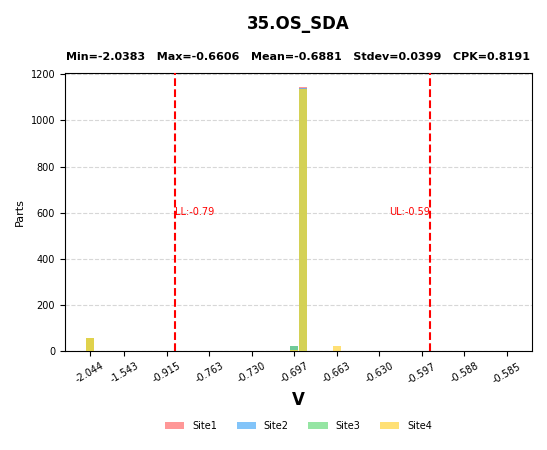 35.OS_SDA
Min=-2.0383 Max=-0.6606 Mean=-0.6881 Stdev=0.0399 CPK=0.8191
1200
1000
800
600
400
200
0
Parts
LL:-0.79
UL:-0.59
-2.044 -1.543 -0.915 -0.763 -0.730 -0.697 -0.663 -0.630 -0.597 -0.588 -0.585
V
Site1 Site2 Site3 Site4